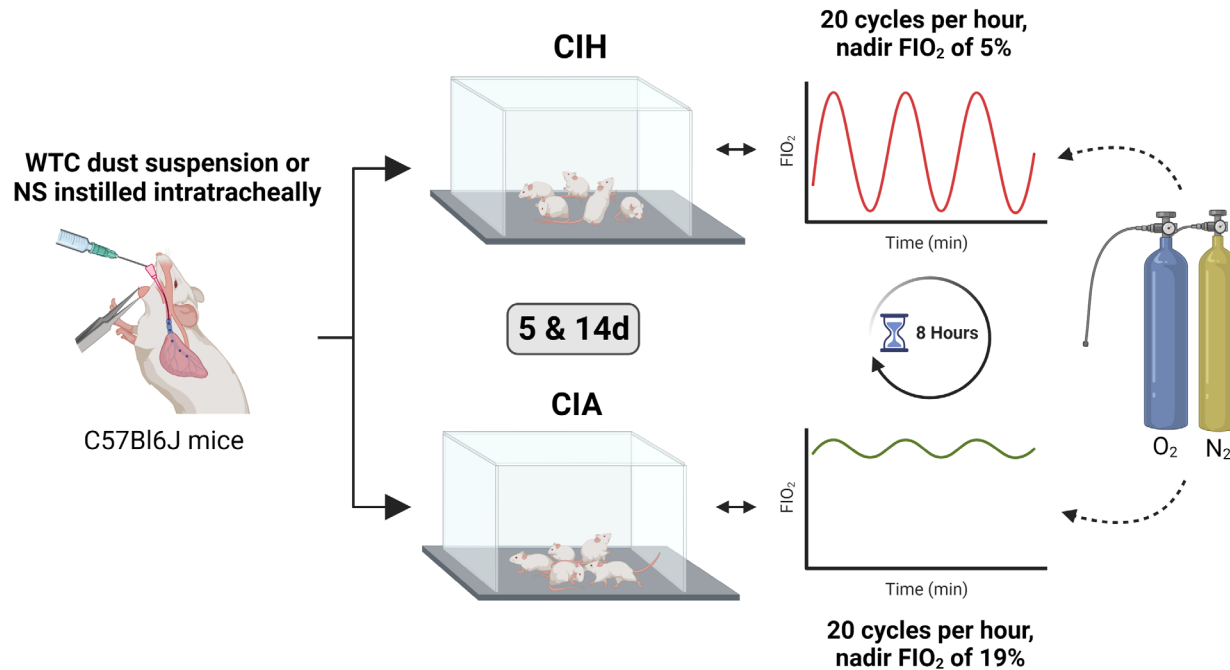 WTC dust suspension or
NS instilled intratracheally
C57Bl6J mice
CIH
20 cycles per hour,
nadir FIO₂ of 5%
FIO₂
Time (min)
5 & 14d
8 Hours
O₂
N₂
CIA
FIO₂
Time (min)
20 cycles per hour,
nadir FIO₂ of 19%